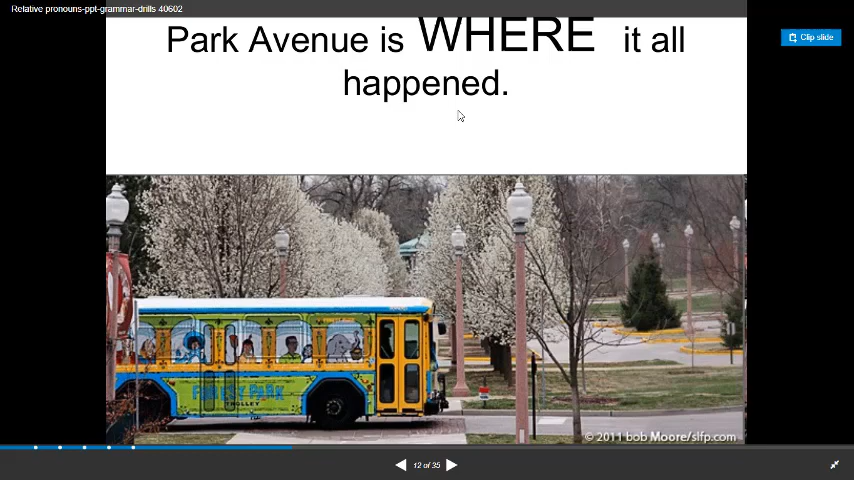 Relative pronouns-ppt-grammar-drills 40602
Park Avenue is WHERE it all
happened.
Clip slide
FOREST PARK
TROLLEY
© 2011 bob Moore/slfp.com
12 of 35